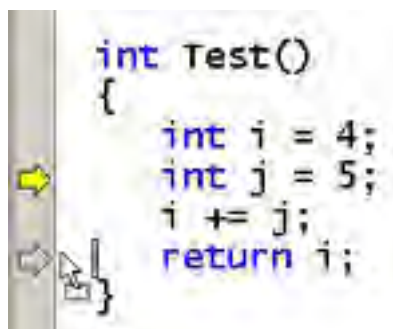 int Test()
{
int i = 4;
int j = 5;
i += j;
return i;
}